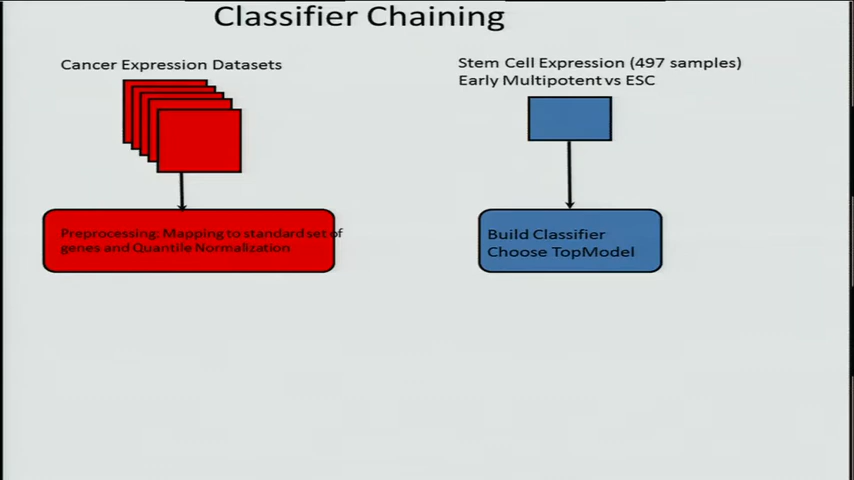 Classifier Chaining
Cancer Expression Datasets
Stem Cell Expression (497 samples)
Early Multipotent vs ESC
Preprocessing: Mapping to standard set of
genes and Quantile Normalization
Build Classifier
Choose TopModel